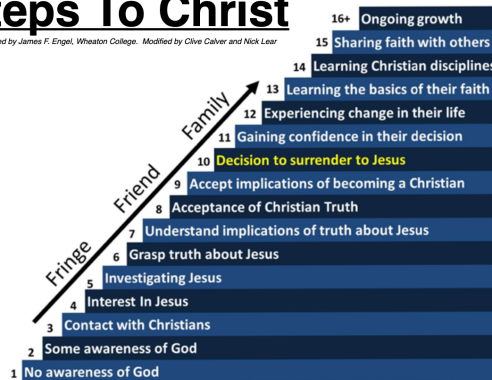 teps To Christ
ed by James F. Engel, Wheaton College. Modified by Clive Calver and Nick Lear
16+ Ongoing growth
15 Sharing faith with others
14 Learning Christian disciplines
13 Learning the basics of their faith
12 Experiencing change in their life
11 Gaining confidence in their decision
10 Decision to surrender to Jesus
9 Accept implications of becoming a Christian
8 Acceptance of Christian Truth
7 Understand implications of truth about Jesus
6 Grasp truth about Jesus
5 Investigating Jesus
4 Interest In Jesus
3 Contact with Christians
2 Some awareness of God
1 No awareness of God
Family
Friend
Fringe